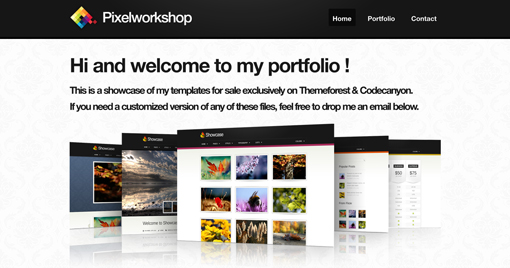 Pixelworkshop
Home Portfolio Contact
Hi and welcome to my portfolio !
This is a showcase of my templates for sale exclusively on Themeforest & Codecanyon.
If you need a customized version of any of these files, feel free to drop me an email below.
Showcase
Showcase
Showcase
Welcome to Showcase
$50 $75